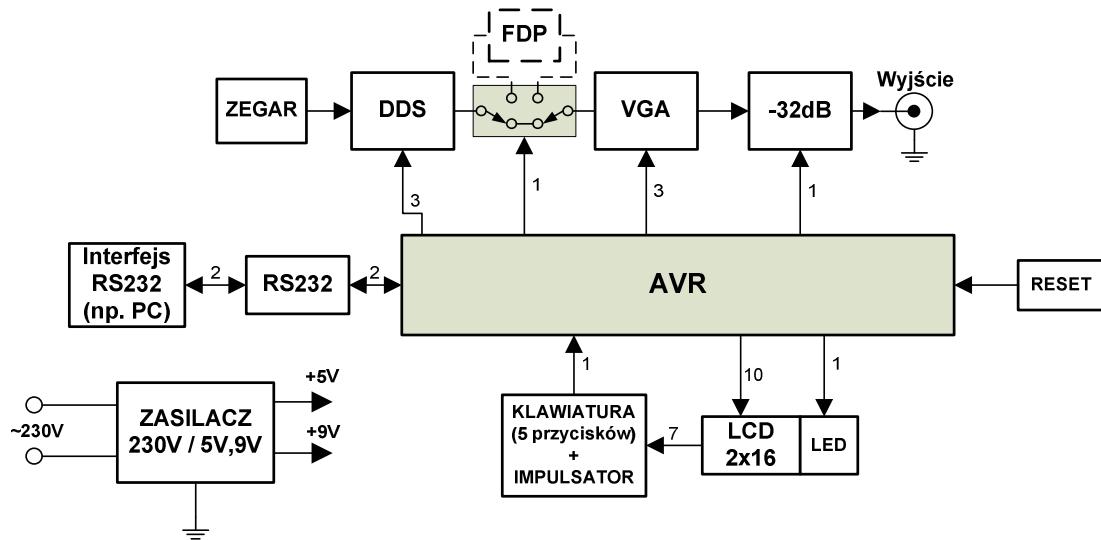 FDP
Wyjście
ZEGAR
DDS
VGA
-32dB
3
1
3
1
Interfejs
RS232
(np. PC)
2
RS232
2
AVR
RESET
1
10
1
~230V
ZASILACZ
230V / 5V,9V
+5V
+9V
KLAWIATURA
(5 przycisków)
+
IMPULSATOR
7
LCD
2x16
LED